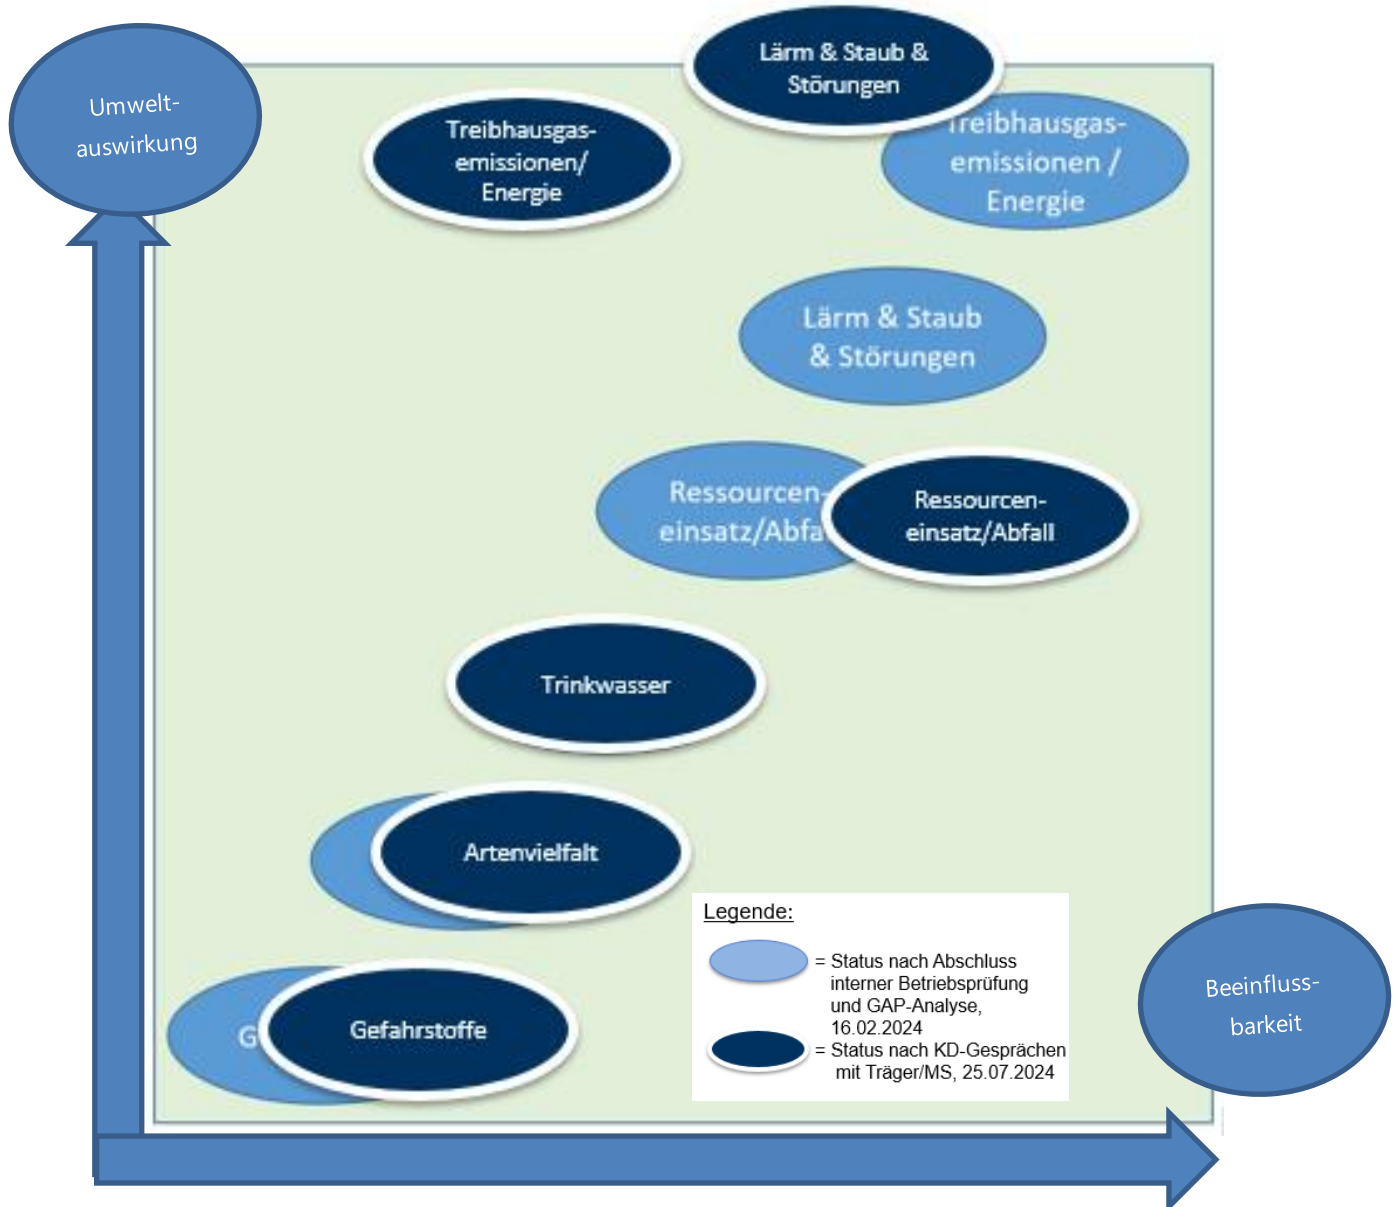 Umwelt-
auswirkung
Lärm & Staub &
Störungen
Treibhausgas-
emissionen/
Energie
Treibhausgas-
emissionen /
Energie
Lärm & Staub
& Störungen
Ressourcen-
einsatz/Abfa
Ressourcen-
einsatz/Abfall
Trinkwasser
Artenvielfalt
G
Gefahrstoffe
Legende:
= Status nach Abschluss
interner Betriebsprüfung
und GAP-Analyse,
16.02.2024
= Status nach KD-Gesprächen
mit Träger/MS, 25.07.2024
Beeinfluss-
barkeit